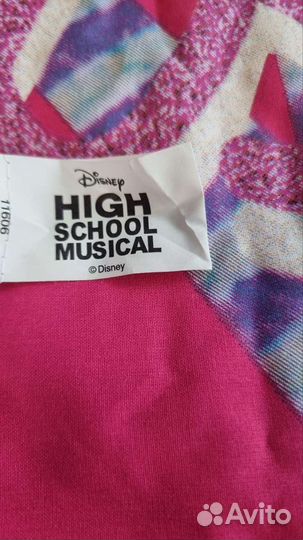 Disney
HIGH
SCHOOL
MUSICAL
© Disney
11606
Avito